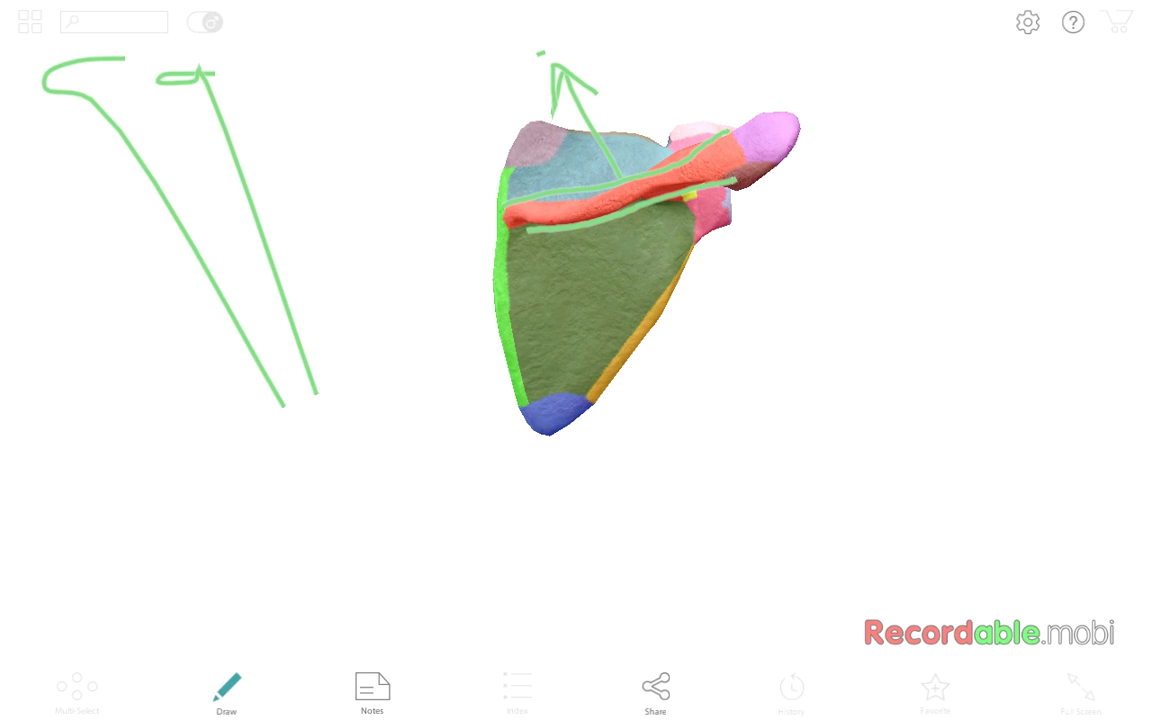 Recordable.mobi
Multi-Select
Draw
Notes
Index
Share
History
Favorite
Full Screen